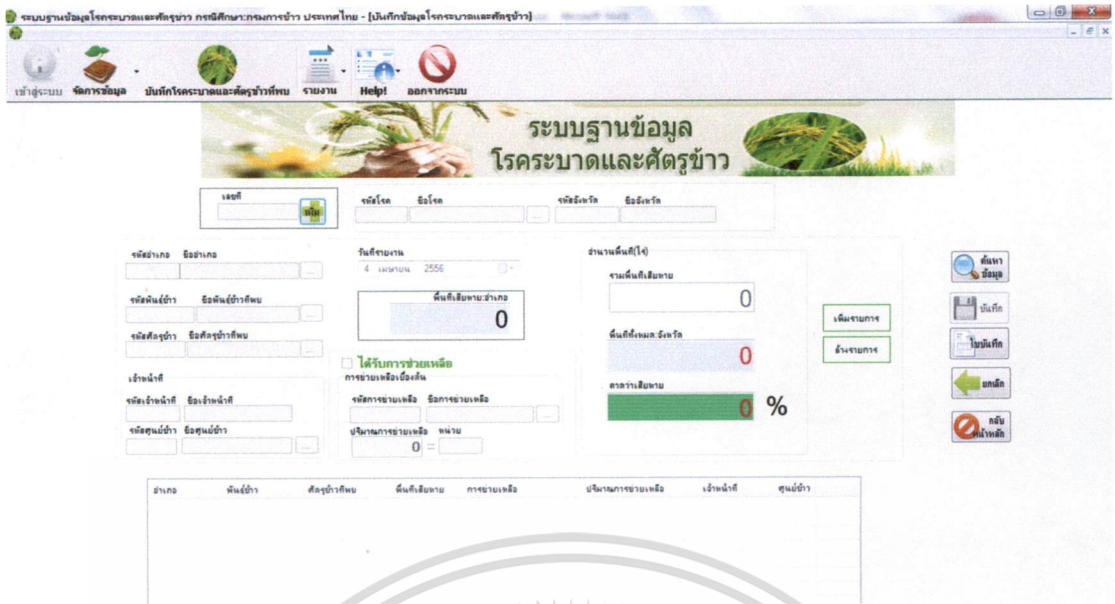 ระบบฐานข้อมูลโรคระบาดและศัตรูข้าว กรณีศึกษา:กรมการข้าว ประเทศไทย - [บันทึกข้อมูลโรคระบาดและศัตรูข้าว]
เข้าสู่ระบบ จัดการข้อมูล บันทึกโรคระบาดและศัตรูข้าวที่พบ รายงาน Help! ออกจากระบบ
ระบบฐานข้อมูล
โรคระบาดและศัตรูข้าว
เลขที่ รหัสโรค ชื่อโรค รหัสจังหวัด ชื่อจังหวัด
เพิ่ม ... 
รหัสอำเภอ ชื่ออำเภอ ...
รหัสพันธุ์ข้าว ชื่อพันธุ์ข้าวที่พบ ...
รหัสศัตรูข้าว ชื่อศัตรูข้าวที่พบ ...
เจ้าหน้าที่
รหัสเจ้าหน้าที่ ชื่อเจ้าหน้าที่
รหัสศูนย์ข้าว ชื่อศูนย์ข้าว ...
วันที่รายงาน
4 เมษายน 2556
พื้นที่เสียหาย:อำเภอ
0
ได้รับการช่วยเหลือ
การช่วยเหลือเบื้องต้น
รหัสการช่วยเหลือ ชื่อการช่วยเหลือ ...
ปริมาณการช่วยเหลือ หน่วย
0 =
จำนวนพื้นที่(ไร่)
รวมพื้นที่เสียหาย
0
พื้นที่ทั้งหมด:จังหวัด
0
คาดว่าเสียหาย
0 %
เพิ่มรายการ
ล้างรายการ
ค้นหา
ข้อมูล
บันทึก
ใบบันทึก
ยกเลิก
กลับ
หน้าหลัก
อำเภอ พันธุ์ข้าว ศัตรูข้าวที่พบ พื้นที่เสียหาย การช่วยเหลือ ปริมาณการช่วยเหลือ เจ้าหน้าที่ ศูนย์ข้าว